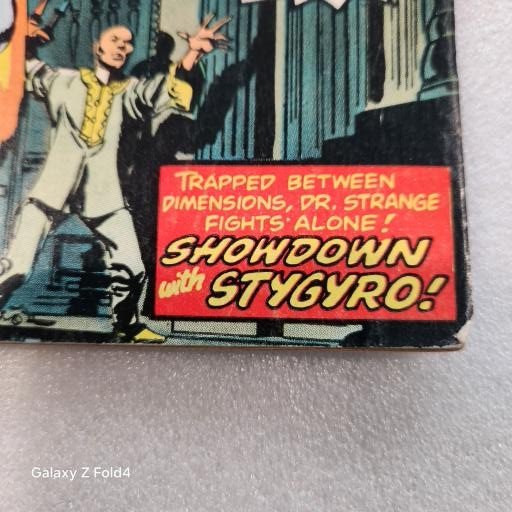 TRAPPED BETWEEN
DIMENSIONS, DR. STRANGE
FIGHTS ALONE!
SHOWDOWN
with STYGYRO!
Galaxy Z Fold4